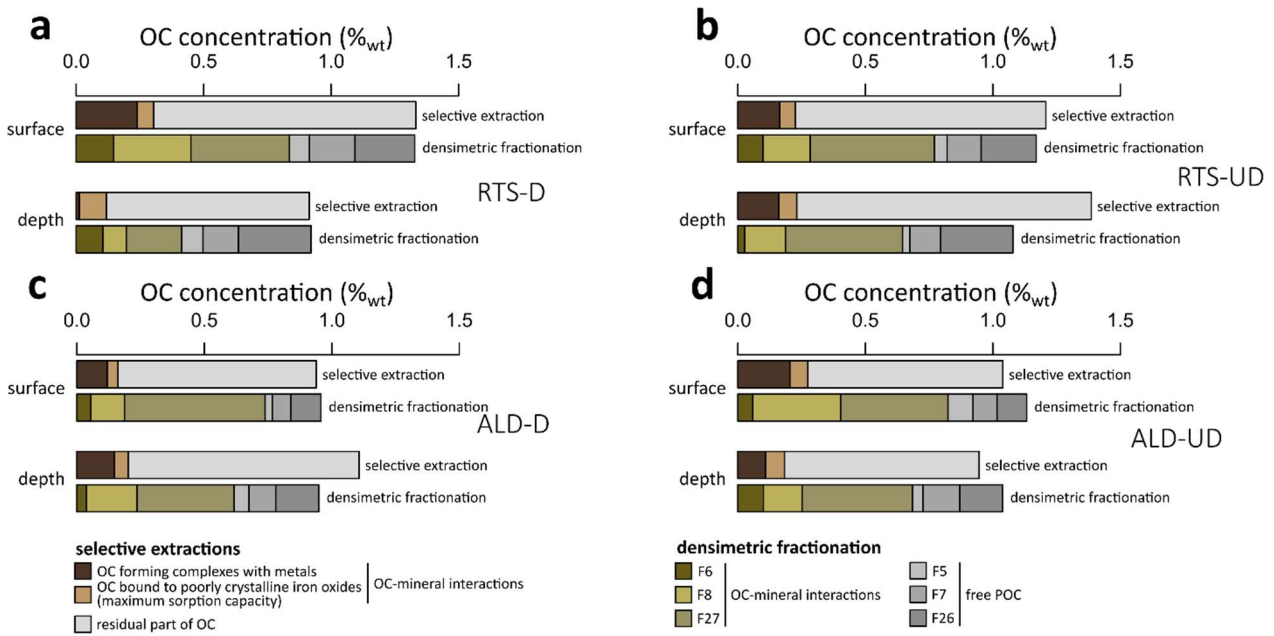 a
OC concentration (%wt)
0.0 0.5 1.0 1.5
surface
selective extraction
densimetric fractionation
RTS-D
depth
selective extraction
densimetric fractionation
b
OC concentration (%wt)
0.0 0.5 1.0 1.5
surface
selective extraction
densimetric fractionation
RTS-UD
depth
selective extraction
densimetric fractionation
c
OC concentration (%wt)
0.0 0.5 1.0 1.5
surface
selective extraction
densimetric fractionation
ALD-D
depth
selective extraction
densimetric fractionation
d
OC concentration (%wt)
0.0 0.5 1.0 1.5
surface
selective extraction
densimetric fractionation
ALD-UD
depth
selective extraction
densimetric fractionation
selective extractions
OC forming complexes with metals
OC bound to poorly crystalline iron oxides
(maximum sorption capacity)
OC-mineral interactions
residual part of OC
densimetric fractionation
F6
F8
F27
OC-mineral interactions
F5
F7
F26
free POC